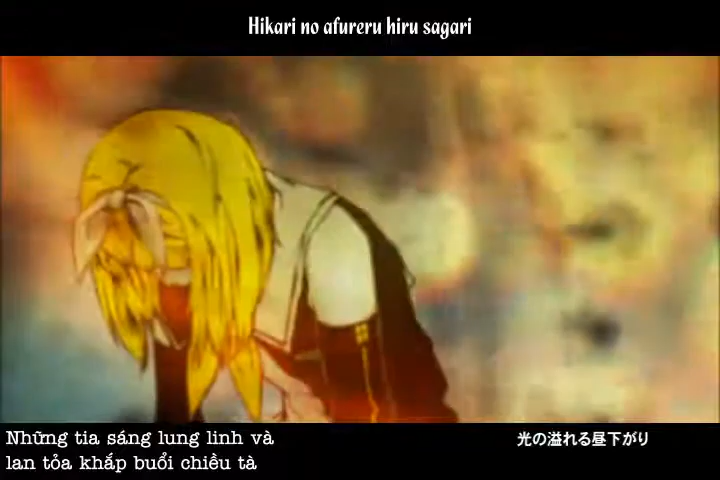 Hikari no afureru hiru sagari
Những tia sáng lung linh và
lan tỏa khắp buổi chiều tà
光の溢れる昼下がり